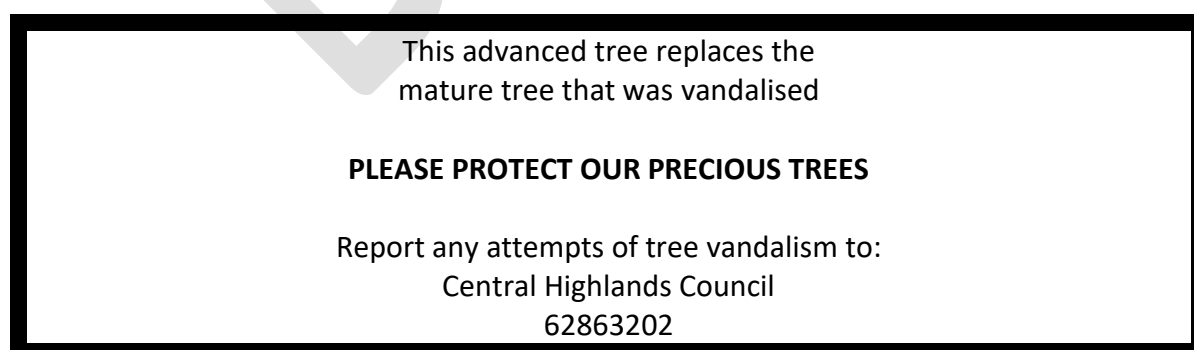 This advanced tree replaces the
mature tree that was vandalised
PLEASE PROTECT OUR PRECIOUS TREES
Report any attempts of tree vandalism to:
Central Highlands Council
62863202